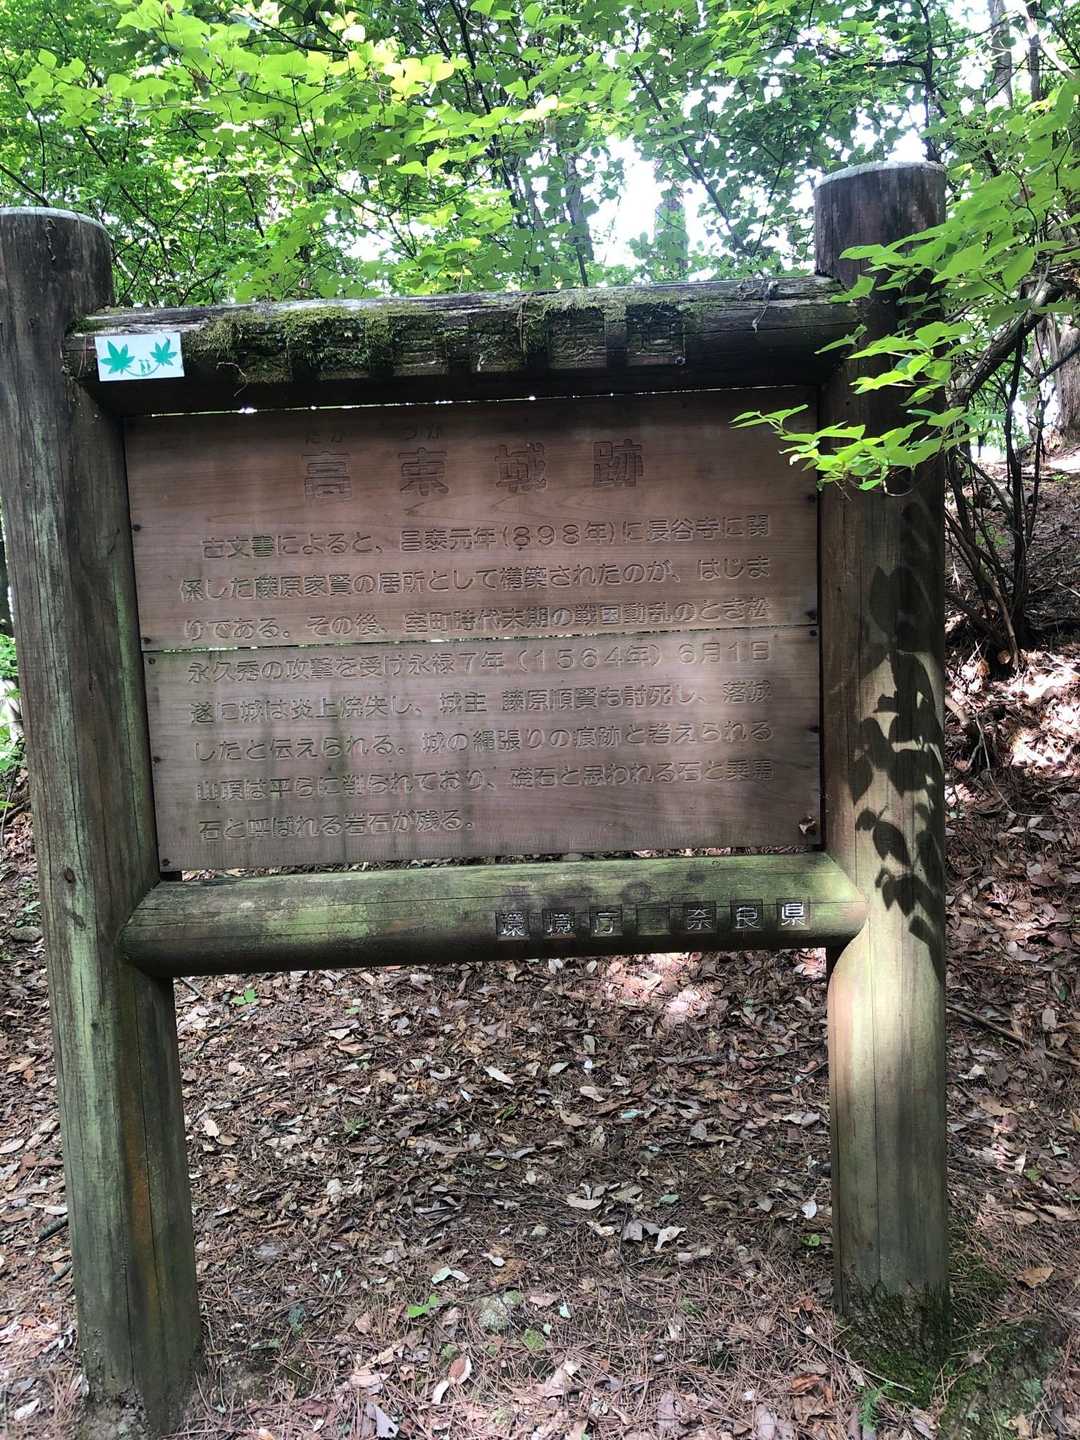 たか つか
高束城跡
古文書によると、昌泰元年(898年)に長谷寺に関
係した藤原家賢の居所として構築されたのが、はじま
りである。その後、室町時代末期の戦国動乱のとき松
永久秀の攻撃を受け永禄7年(1564年)6月1日
遂に城は炎上焼失し、城主 藤原順賢も討死し、落城
したと伝えられる。城の縄張りの痕跡と考えられる
山頂は平らに削られており、礎石と思われる石と乗馬
石と呼ばれる岩石が残る。
環境庁 奈良県